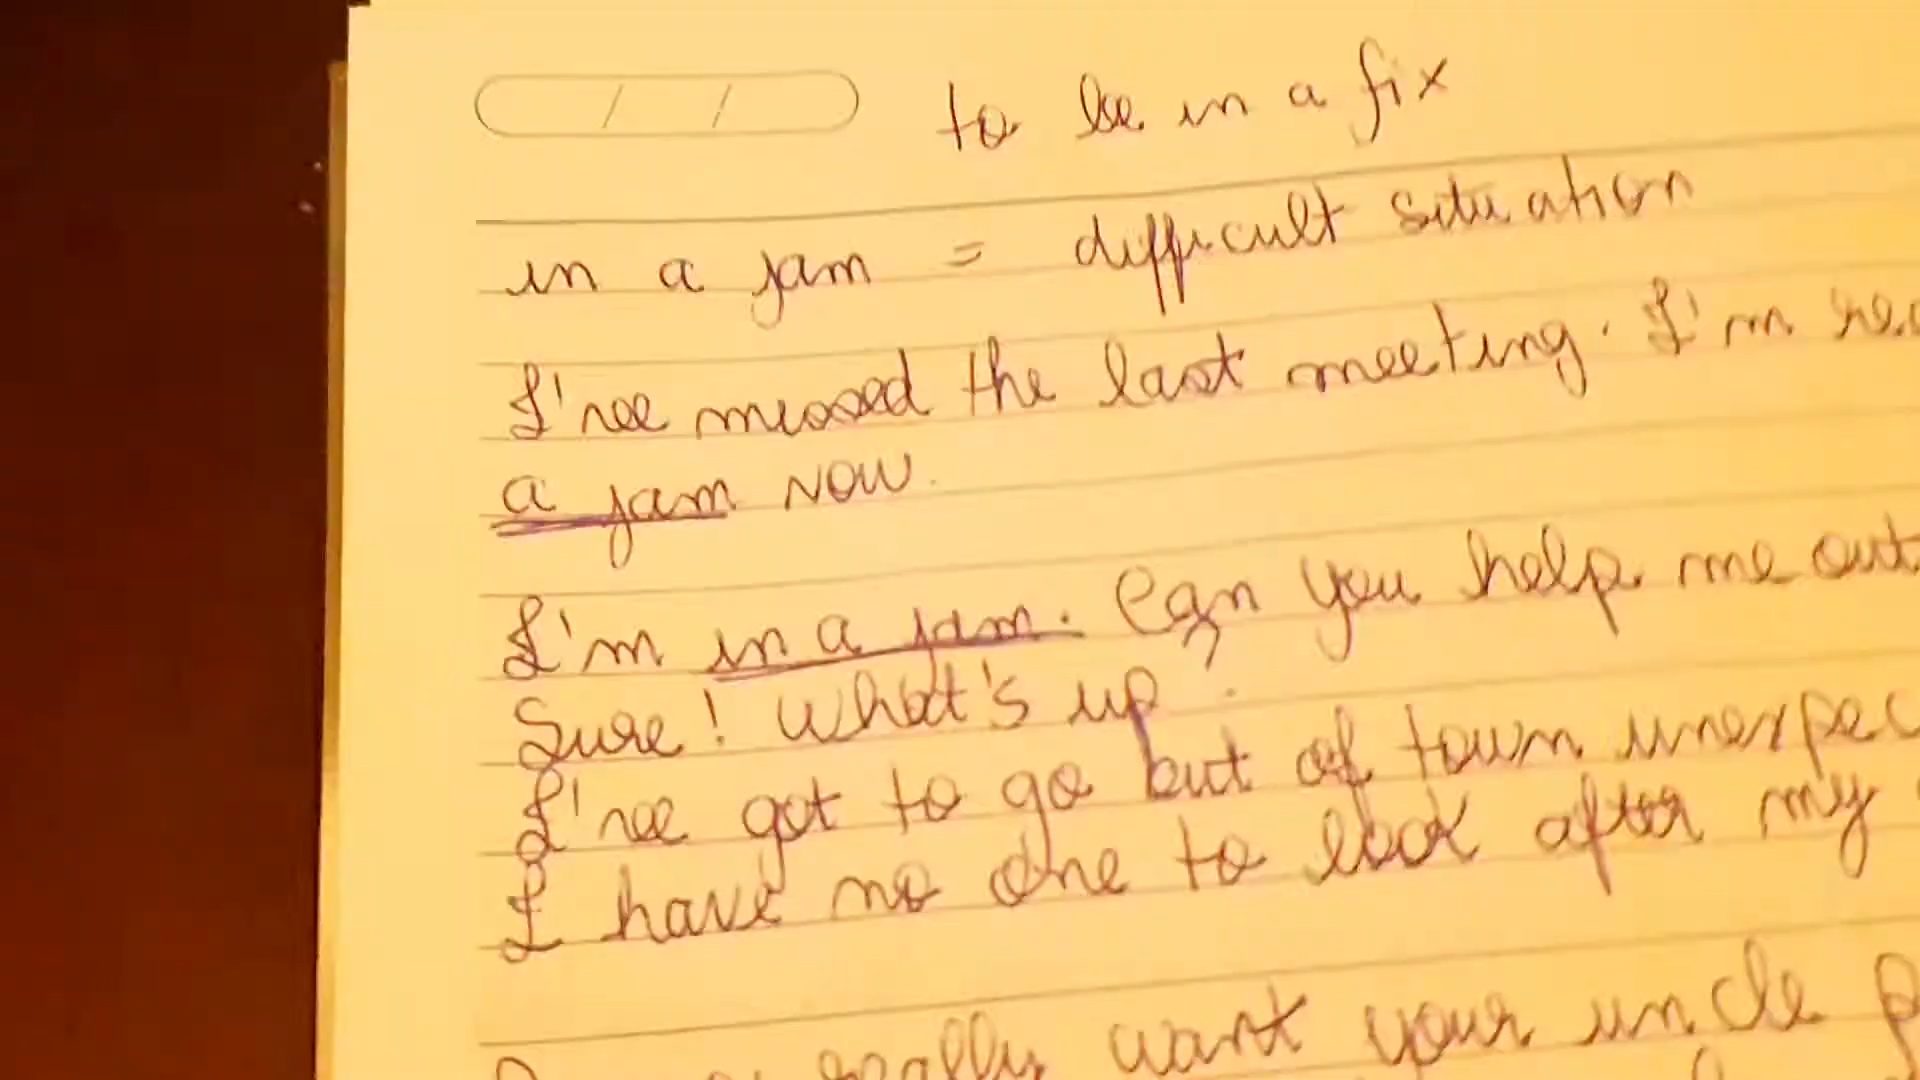 to be in a fix
in a jam = difficult situation
I've missed the last meeting. I'm
a jam now.
I'm in a jam. Can you help me out
Sure! What's up?
I've got to go but of town
I have no one to look after my
really want your uncle